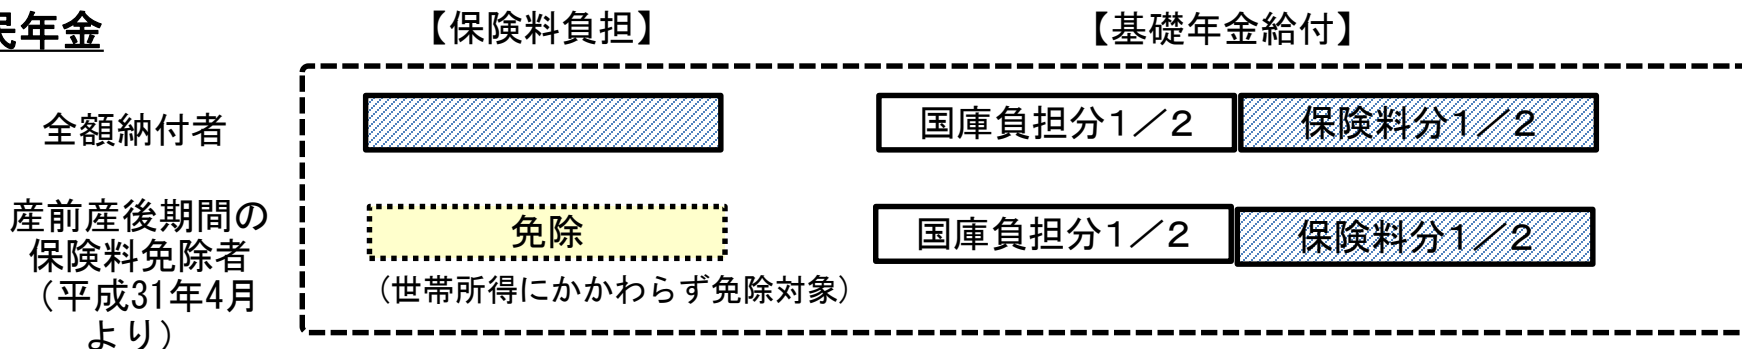 民年金
【保険料負担】
【基礎年金給付】
全額納付者
国庫負担分1／2
保険料分1／2
産前産後期間の
保険料免除者
（平成31年4月
より）
免除
（世帯所得にかかわらず免除対象）
国庫負担分1／2
保険料分1／2